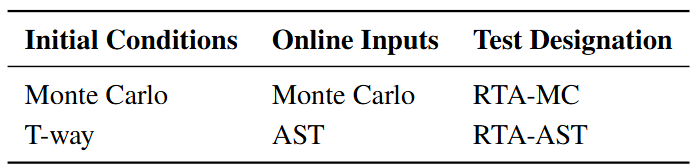 Initial Conditions Online Inputs Test Designation
Monte Carlo Monte Carlo RTA-MC
T-way AST RTA-AST